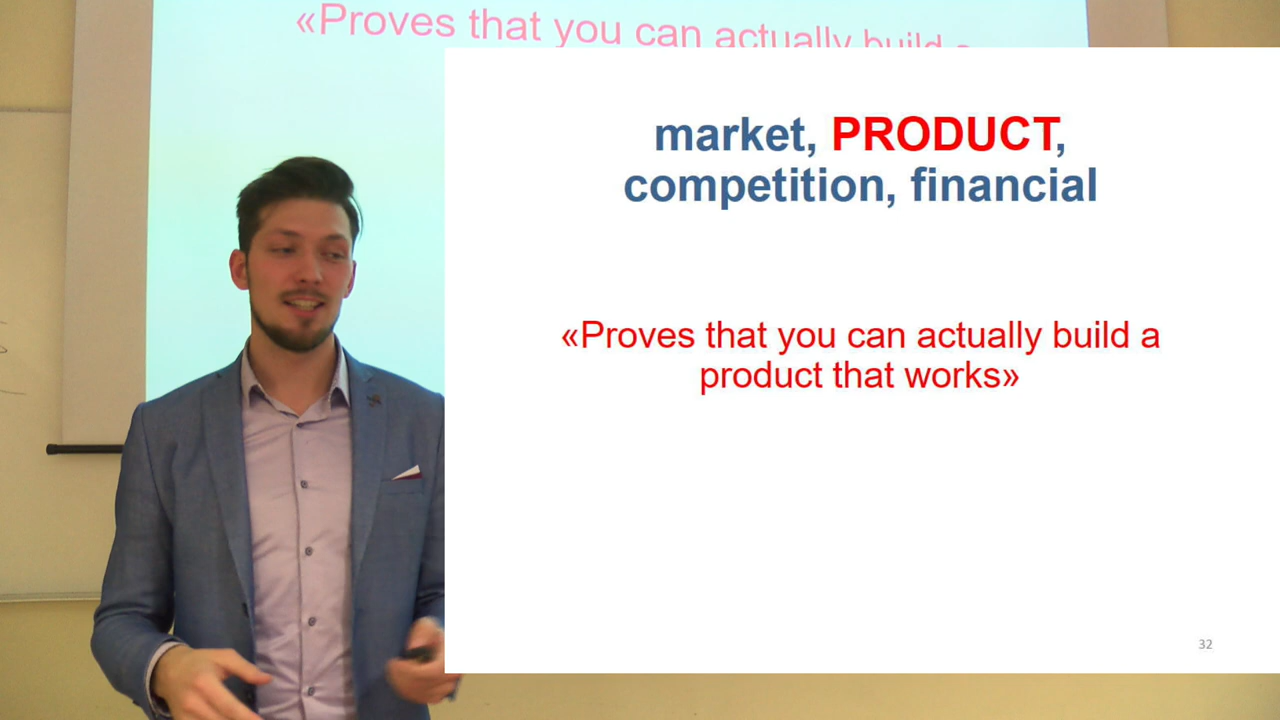 «Proves that you can actually build a
market, PRODUCT,
competition, financial
«Proves that you can actually build a
product that works»
32